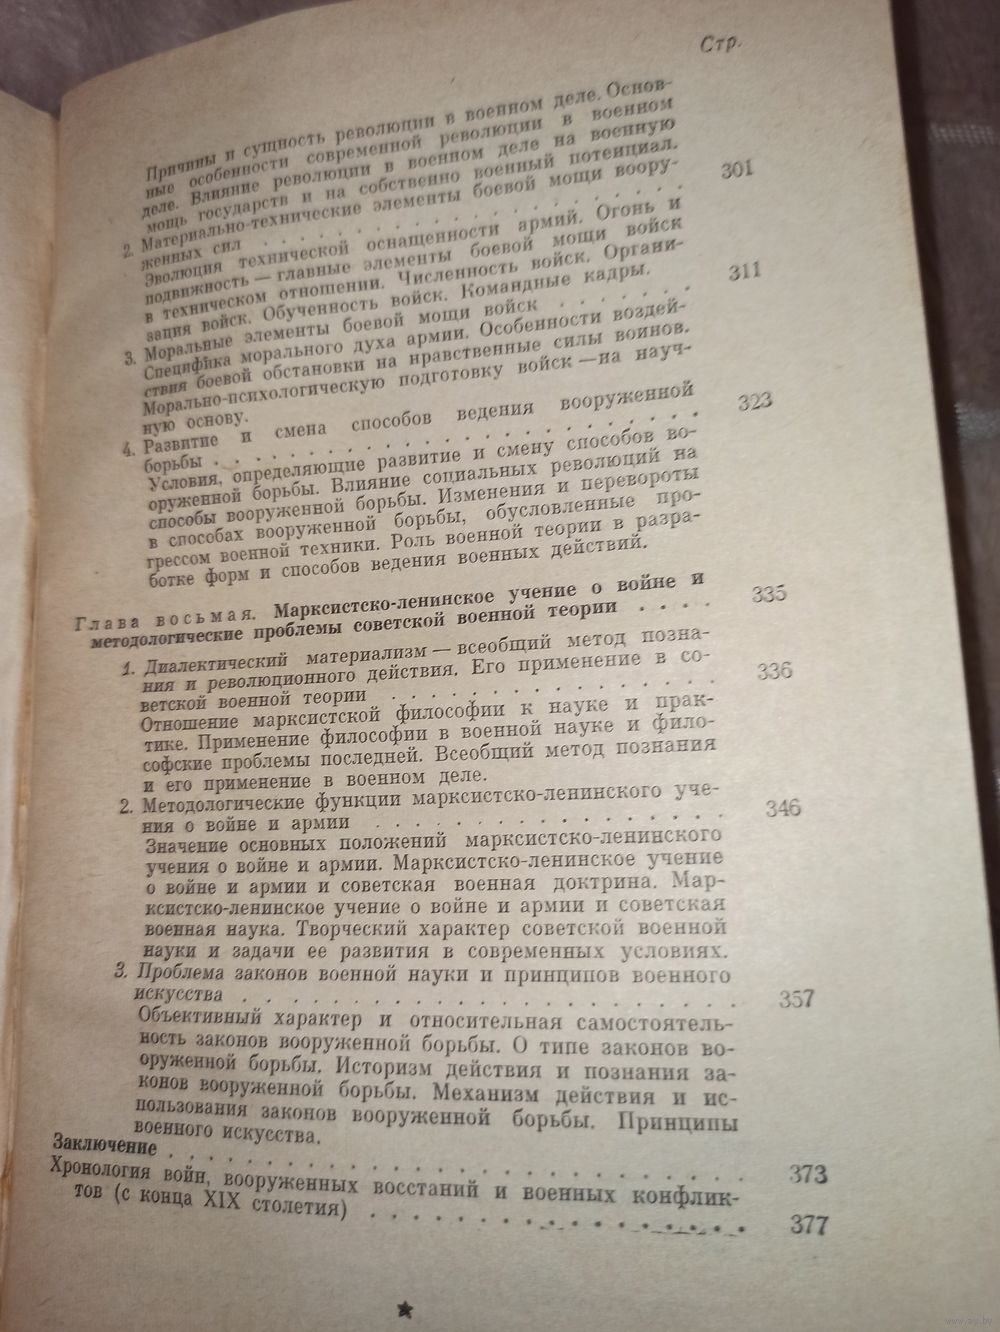 Стр.
Причины и сущность революции в военном деле. Основ-
ные особенности современной революции в военном
деле. Влияние революции в военном деле на военную
мощь государств и на собственно военный потенциал.
2. Материально-технические элементы боевой мощи воору-
женных сил . . . . . . . . . . . . . . . . 301
Эволюция технической оснащенности армий. Огонь и
подвижность — главные элементы боевой мощи войск
в техническом отношении. Численность войск. Органи-
зация войск. Обученность войск. Командные кадры.
3. Моральные элементы боевой мощи войск . . . . . . . 311
Специфика морального духа армии. Особенности воздей-
ствия боевой обстановки на нравственные силы воинов.
Морально-психологическую подготовку войск — на науч-
ную основу.
4. Развитие и смена способов ведения вооруженной
борьбы . . . . . . . . . . . . . . . . . . 323
Условия, определяющие развитие и смену способов во-
оруженной борьбы. Влияние социальных революций на
способы вооруженной борьбы. Изменения и перевороты
в способах вооруженной борьбы, обусловленные про-
грессом военной техники. Роль военной теории в разра-
ботке форм и способов ведения военных действий.
Глава восьмая. Марксистско-ленинское учение о войне и
методологические проблемы советской военной теории . . . . 335
1. Диалектический материализм — всеобщий метод позна-
ния и революционного действия. Его применение в со-
ветской военной теории . . . . . . . . . . . . . 336
Отношение марксистской философии к науке и прак-
тике. Применение философии в военной науке и фило-
софские проблемы последней. Всеобщий метод познания
и его применение в военном деле.
2. Методологические функции марксистско-ленинского уче-
ния о войне и армии . . . . . . . . . . . . . . 346
Значение основных положений марксистско-ленинского
учения о войне и армии. Марксистско-ленинское учение
о войне и армии и советская военная доктрина. Мар-
ксистско-ленинское учение о войне и армии и советская
военная наука. Творческий характер советской военной
науки и задачи ее развития в современных условиях.
3. Проблема законов военной науки и принципов военного
искусства . . . . . . . . . . . . . . . . . . 357
Объективный характер и относительная самостоятель-
ность законов вооруженной борьбы. О типе законов во-
оруженной борьбы. Историзм действия и познания за-
конов вооруженной борьбы. Механизм действия и ис-
пользования законов вооруженной борьбы. Принципы
военного искусства.
Заключение . . . . . . . . . . . . . . . . . . . . 373
Хронология войн, вооруженных восстаний и военных конфлик-
тов (с конца XIX столетия) . . . . . . . . . . . . . 377
www.ay.by